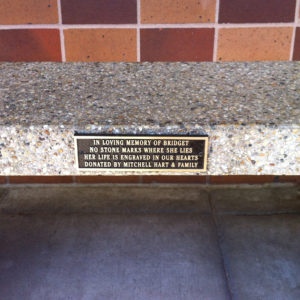 IN LOVING MEMORY OF BRIDGET
NO STONE MARKS WHERE SHE LIES
HER LIFE IS ENGRAVED IN OUR HEARTS
DONATED BY MITCHELL HART & FAMILY